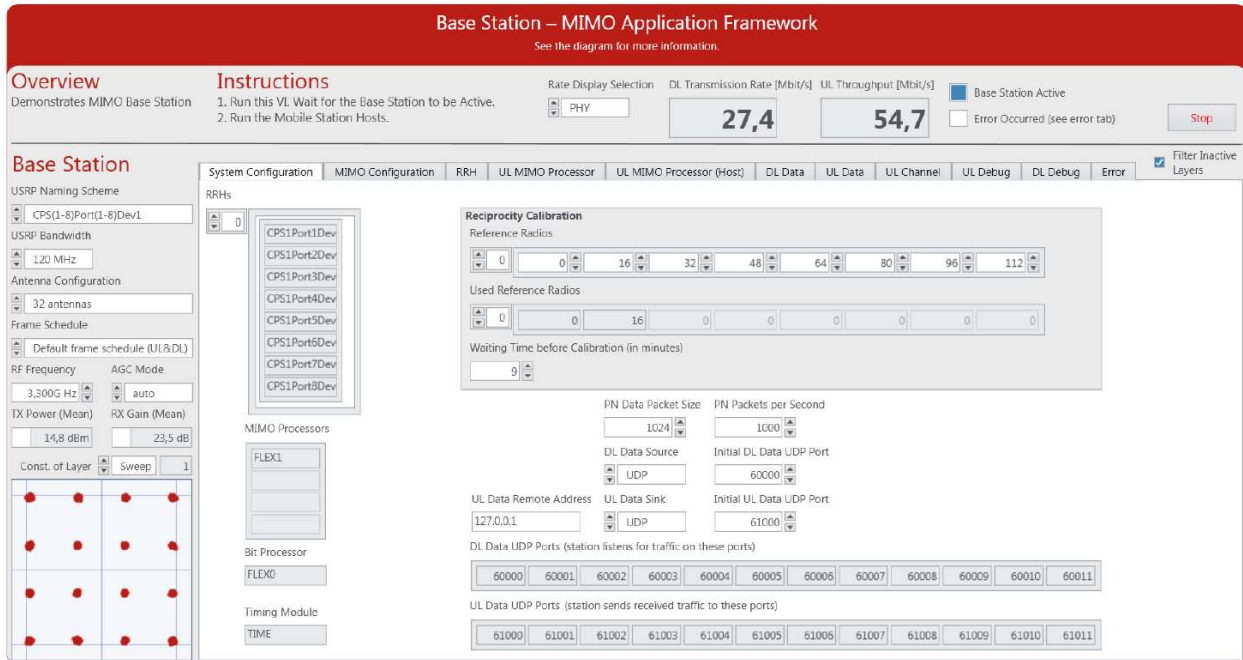 Base Station – MIMO Application Framework
See the diagram for more information.
Overview
Demonstrates MIMO Base Station
Instructions
1. Run this VI. Wait for the Base Station to be Active.
2. Run the Mobile Station Hosts.
Rate Display Selection
PHY
DL Transmission Rate [Mbit/s]
27,4
UL Throughput [Mbit/s]
54,7
Base Station Active
Error Occurred (see error tab)
Stop
Base Station
USRP Naming Scheme
CPS(1-8)Port(1-8)Dev1
USRP Bandwidth
120 MHz
Antenna Configuration
32 antennas
Frame Schedule
Default frame schedule (UL&DL)
RF Frequency AGC Mode
3,300G Hz auto
TX Power (Mean) RX Gain (Mean)
14,8 dBm 23,5 dB
Const. of Layer Sweep 1
System Configuration MIMO Configuration RRH UL MIMO Processor UL MIMO Processor (Host) DL Data UL Data UL Channel UL Debug DL Debug Error
Filter Inactive
Layers
RRHs
0
CPS1Port1Dev
CPS1Port2Dev
CPS1Port3Dev
CPS1Port4Dev
CPS1Port5Dev
CPS1Port6Dev
CPS1Port7Dev
CPS1Port8Dev
MIMO Processors
FLEX1
Bit Processor
FLEX0
Timing Module
TIME
Reciprocity Calibration
Reference Radios
0 0 16 32 48 64 80 96 112
Used Reference Radios
0 0 16 0 0 0 0 0 0
Waiting Time before Calibration (in minutes)
9
PN Data Packet Size PN Packets per Second
1024 1000
DL Data Source Initial DL Data UDP Port
UDP 60000
UL Data Remote Address UL Data Sink Initial UL Data UDP Port
127.0.0.1 UDP 61000
DL Data UDP Ports (station listens for traffic on these ports)
60000 60001 60002 60003 60004 60005 60006 60007 60008 60009 60010 60011
UL Data UDP Ports (station sends received traffic to these ports)
61000 61001 61002 61003 61004 61005 61006 61007 61008 61009 61010 61011